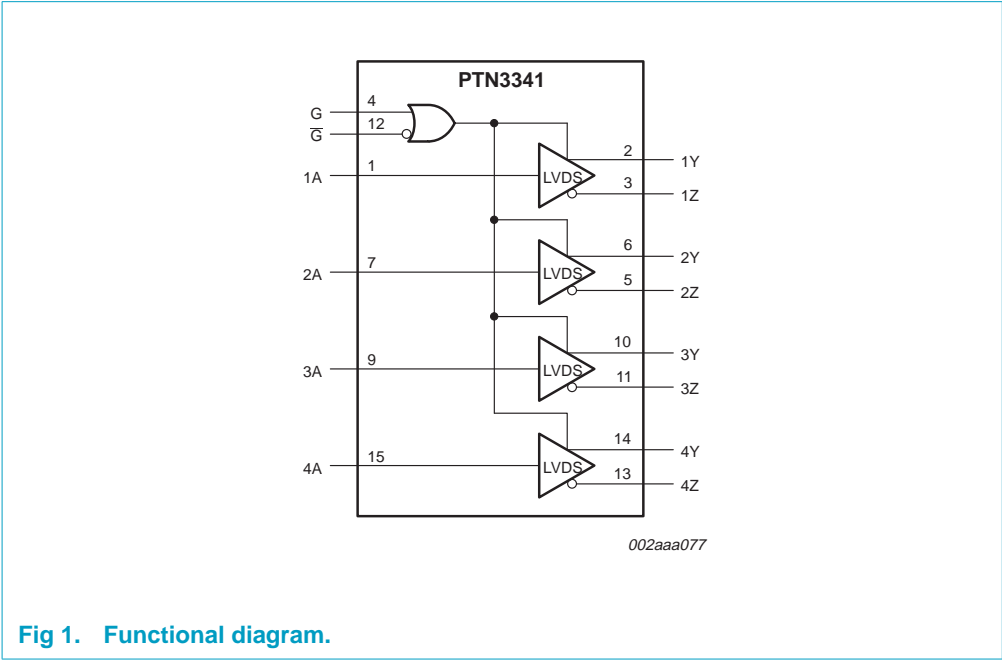 PTN3341
G 4
G̅ 12
1A 1
LVDS
2 1Y
3 1Z
2A 7
LVDS
6 2Y
5 2Z
3A 9
LVDS
10 3Y
11 3Z
4A 15
LVDS
14 4Y
13 4Z
002aaa077
Fig 1. Functional diagram.